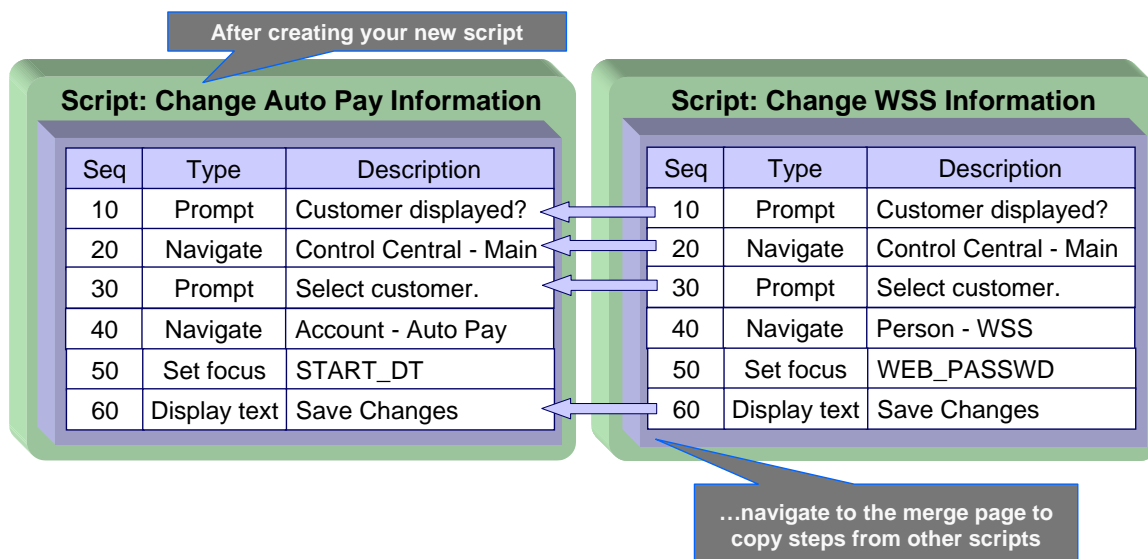 After creating your new script
Script: Change Auto Pay Information
Seq Type Description
10 Prompt Customer displayed?
20 Navigate Control Central - Main
30 Prompt Select customer.
40 Navigate Account - Auto Pay
50 Set focus START_DT
60 Display text Save Changes
Script: Change WSS Information
Seq Type Description
10 Prompt Customer displayed?
20 Navigate Control Central - Main
30 Prompt Select customer.
40 Navigate Person - WSS
50 Set focus WEB_PASSWD
60 Display text Save Changes
…navigate to the merge page to
copy steps from other scripts